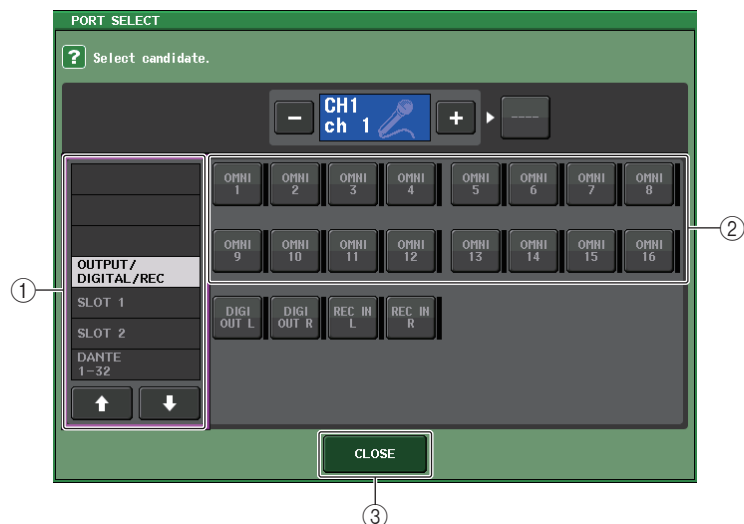 PORT SELECT
? Select candidate.
− CH1 ch 1 + ----
OMNI 1 OMNI 2 OMNI 3 OMNI 4 OMNI 5 OMNI 6 OMNI 7 OMNI 8
OMNI 9 OMNI 10 OMNI 11 OMNI 12 OMNI 13 OMNI 14 OMNI 15 OMNI 16
DIGI OUT L DIGI OUT R REC IN L REC IN R
OUTPUT/
DIGITAL/REC
SLOT 1
SLOT 2
DANTE
1-32
CLOSE
①
②
③